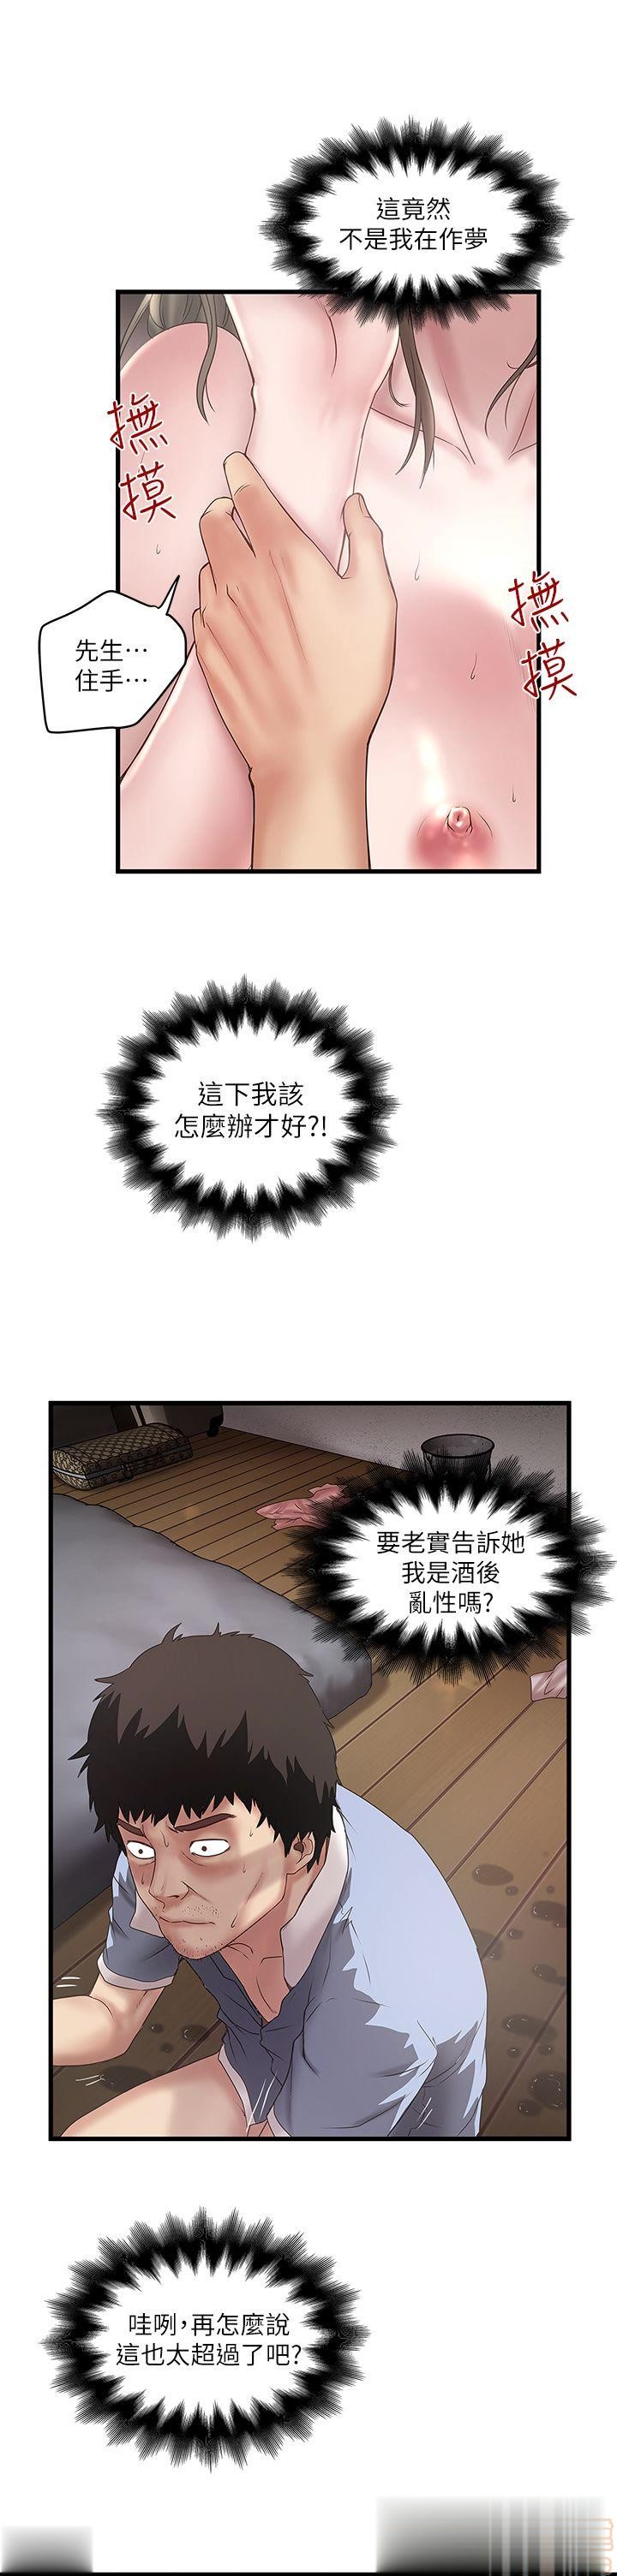 這竟然
不是我在作夢
撫
摸
先生…
住手…
撫
摸
這下我該
怎麼辦才好?!
要老實告訴她
我是酒後
亂性嗎?
哇咧,再怎麼說
這也太超過了吧?